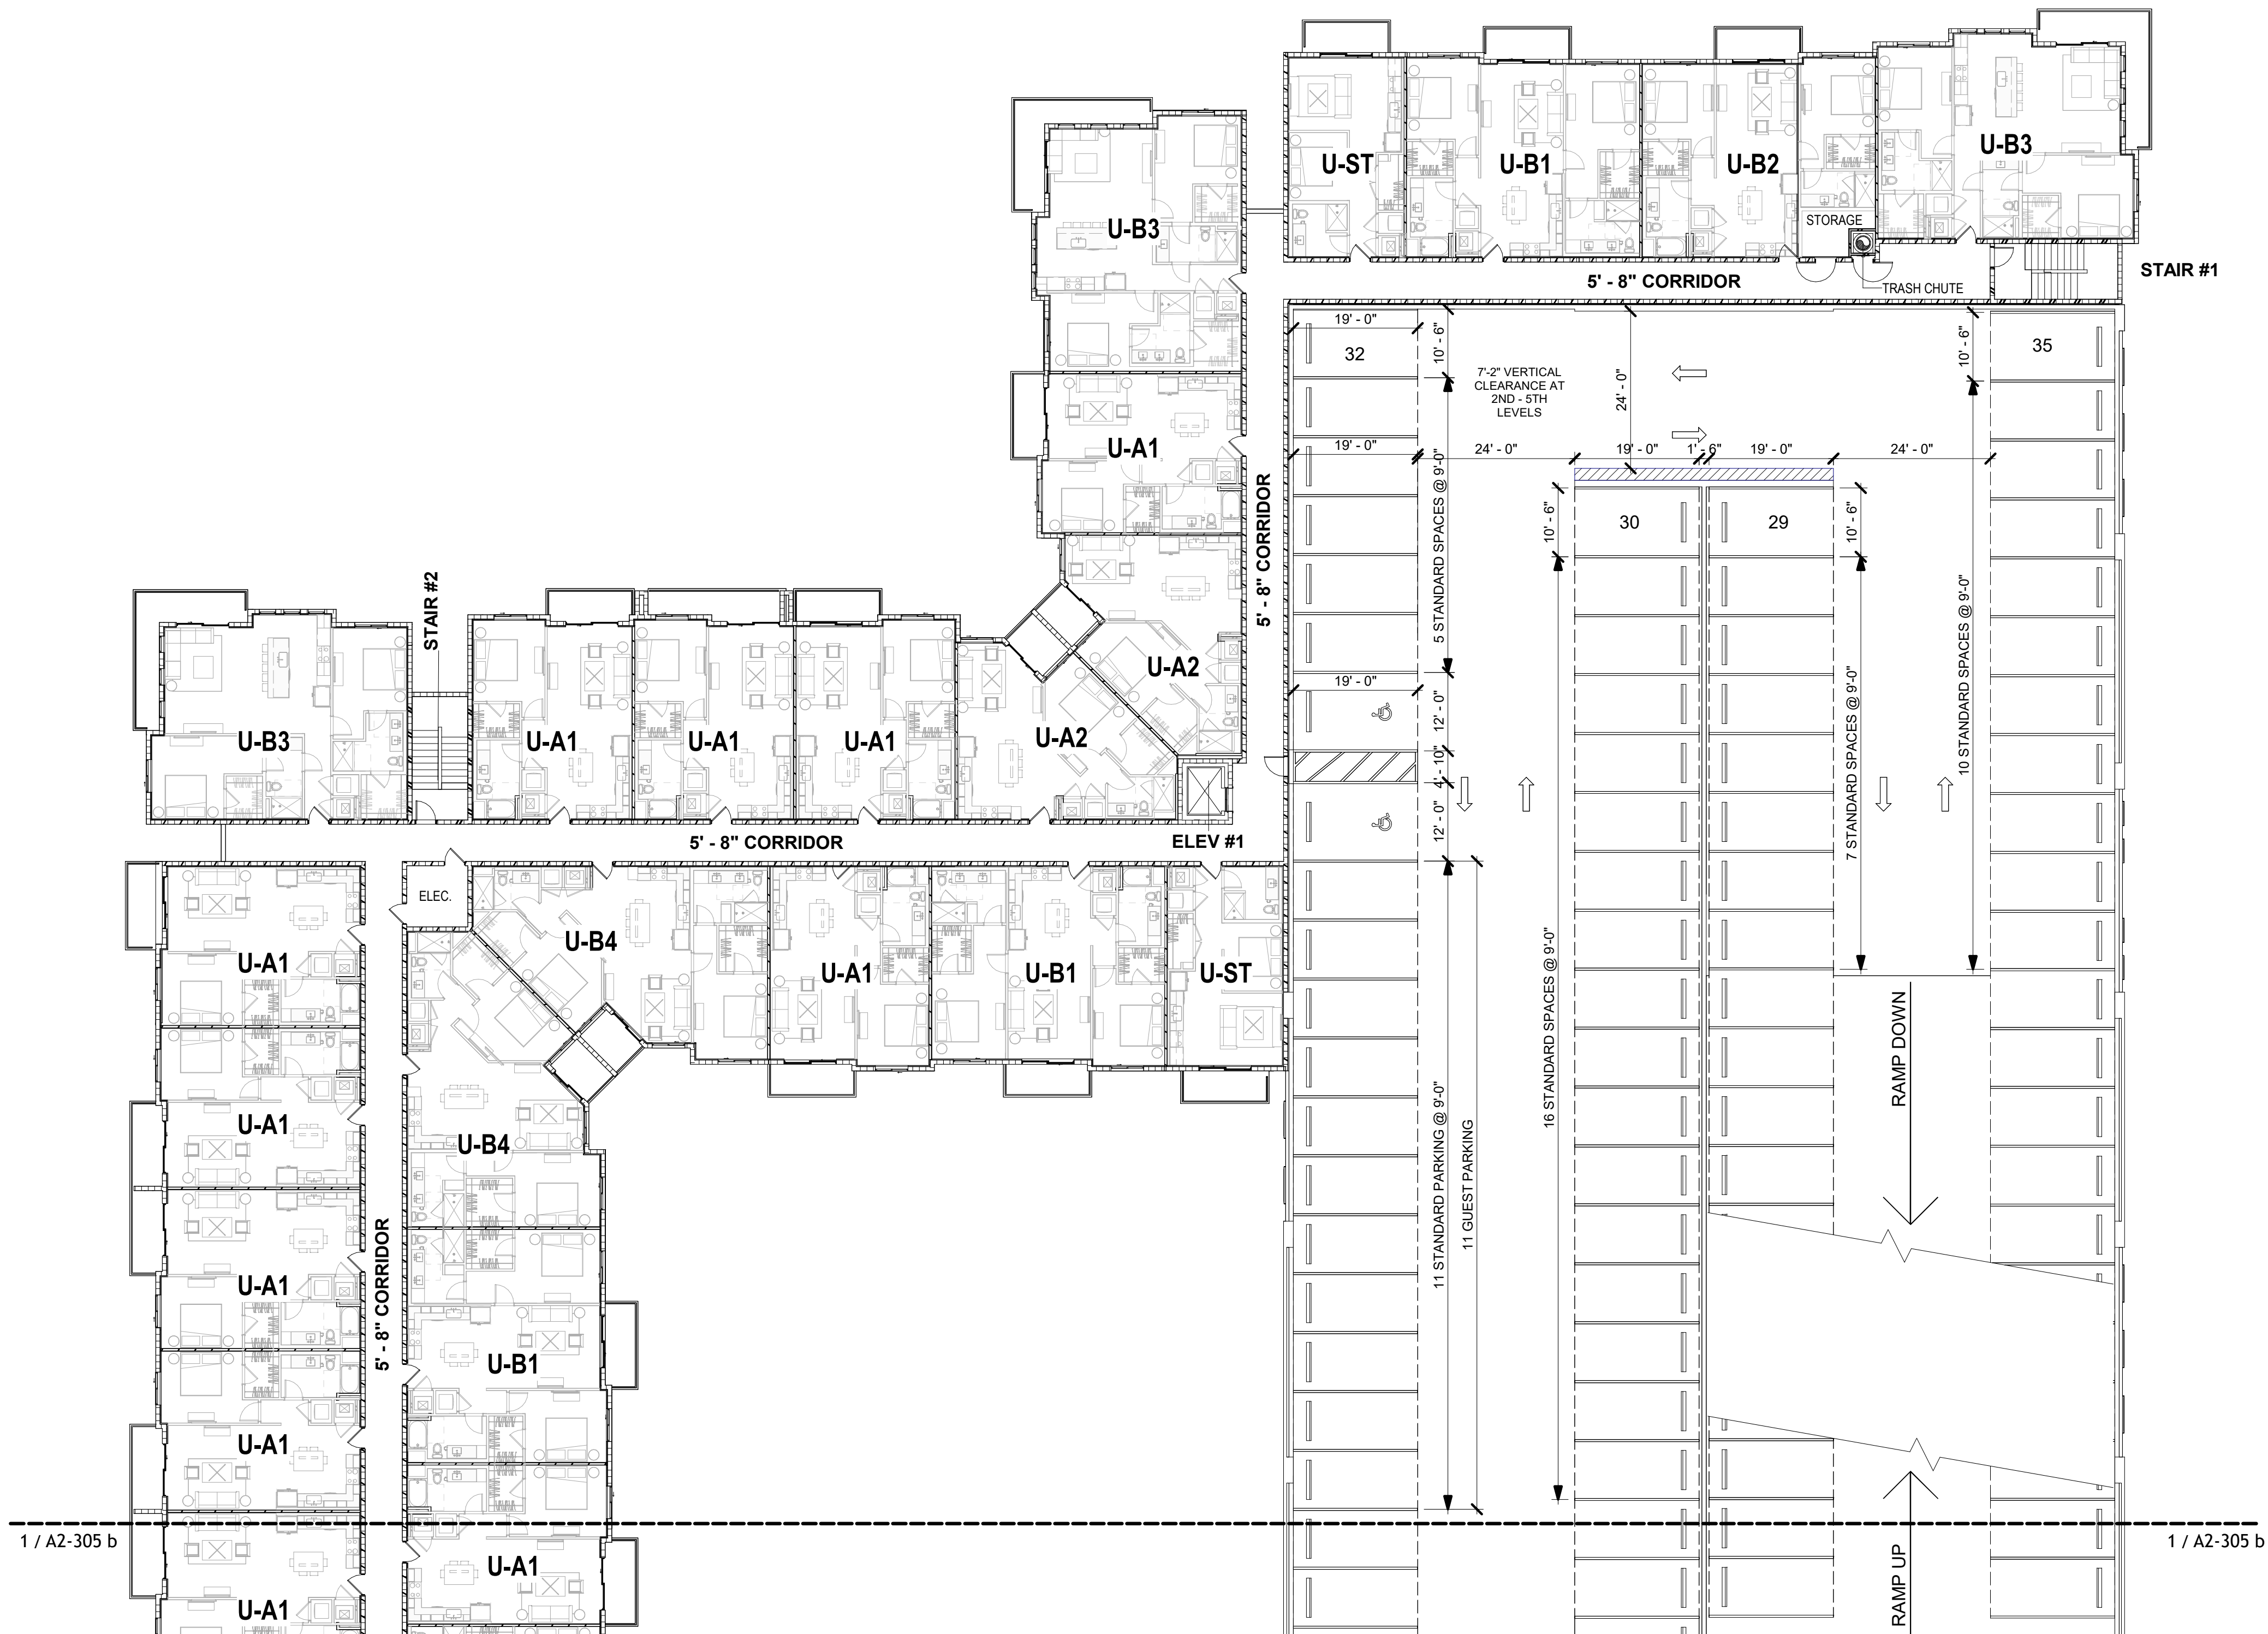 U-ST
U-B1
U-B2
U-B3
STORAGE
5' - 8" CORRIDOR
TRASH CHUTE
STAIR #1
U-B3
U-A1
5' - 8" CORRIDOR
U-A2
STAIR #2
U-B3
U-A1
U-A1
U-A1
U-A2
5' - 8" CORRIDOR
ELEV #1
ELEC.
U-A1
U-B4
U-A1
U-B1
U-ST
U-A1
U-B4
U-A1
5' - 8" CORRIDOR
U-B1
U-A1
U-A1
U-A1
19' - 0"
32
10' - 6"
7'-2" VERTICAL
CLEARANCE AT
2ND - 5TH
LEVELS
24' - 0"
10' - 6"
35
19' - 0"
24' - 0"
19' - 0"
1' - 6"
19' - 0"
24' - 0"
5 STANDARD SPACES @ 9'-0"
10' - 6"
30
29
10' - 6"
19' - 0"
12' - 0"
4' - 10"
12' - 0"
7 STANDARD SPACES @ 9'-0"
10 STANDARD SPACES @ 9'-0"
16 STANDARD SPACES @ 9'-0"
11 STANDARD PARKING @ 9'-0"
11 GUEST PARKING
RAMP DOWN
RAMP UP
1 / A2-305 b
1 / A2-305 b